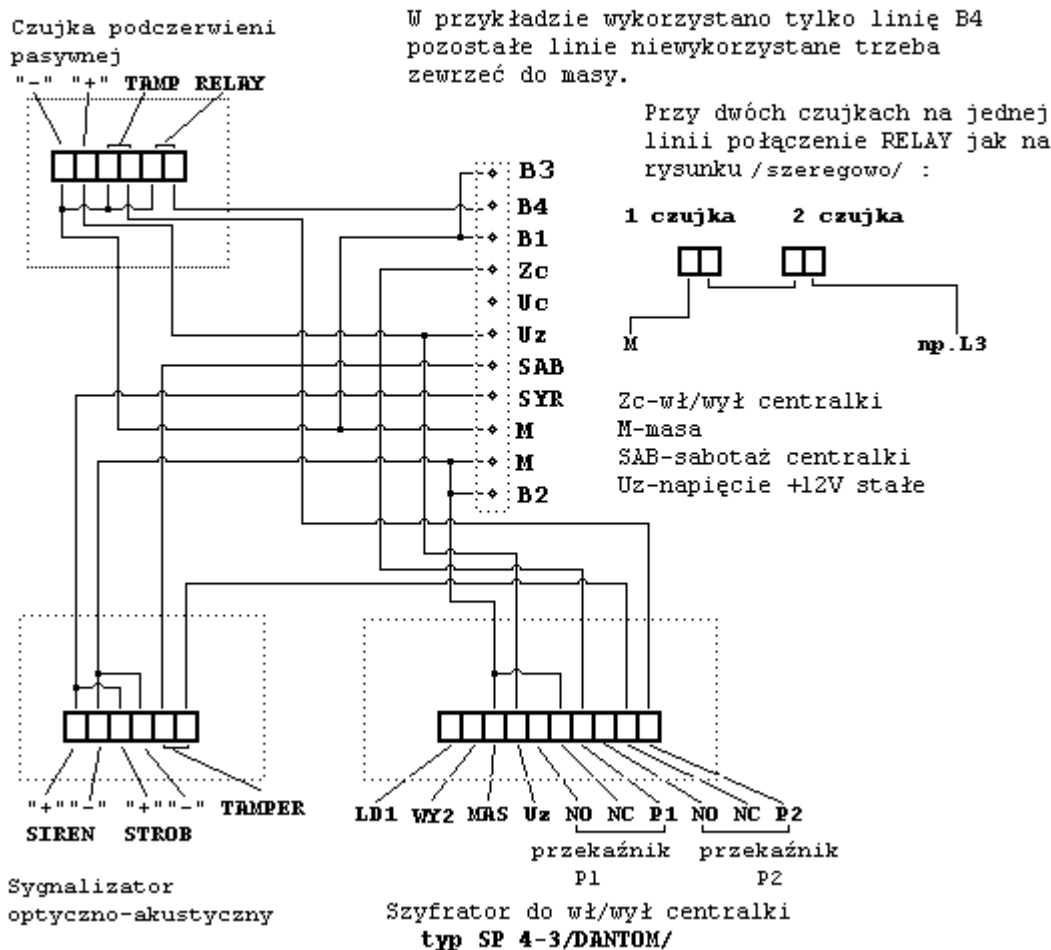 Czujka podczerwieni
pasywnej
"-" "+" TAMP RELAY
W przykładzie wykorzystano tylko linię B4
pozostałe linie niewykorzystane trzeba
zewrzeć do masy.
Przy dwóch czujkach na jednej
linii połączenie RELAY jak na
rysunku /szeregowo/ :
1 czujka 2 czujka
M np.L3
B3
B4
B1
Zc
Uc
Uz
SAB
SYR
M
M
B2
Zc-wł/wył centralki
M-masa
SAB-sabotaż centralki
Uz-napięcie +12V stałe
"+""-" "+""-" TAMPER
SIREN STROB
Sygnalizator
optyczno-akustyczny
LD1 WY2 MAS Uz NO NC P1 NO NC P2
przekaźnik przekaźnik
P1 P2
Szyfrator do wł/wył centralki
typ SP 4-3/DANTOM/